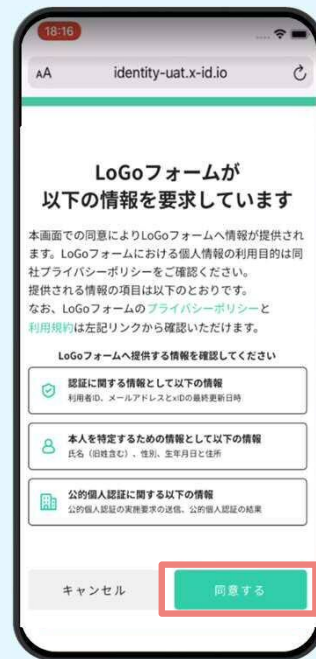 18:16
AA identity-uat.x-id.io
LoGoフォームが
以下の情報を要求しています
本画面での同意によりLoGoフォームへ情報が提供され
ます。LoGoフォームにおける個人情報の利用目的は同
社プライバシーポリシーをご確認ください。
提供される情報の項目は以下のとおりです。
なお、LoGoフォームのプライバシーポリシーと
利用規約は左記リンクから確認いただけます。
LoGoフォームへ提供する情報を確認してください
認証に関する情報として以下の情報
利用者ID、メールアドレスとxIDの最終更新日時
本人を特定するための情報として以下の情報
氏名（旧姓含む）、性別、生年月日と住所
公的個人認証に関する以下の情報
公的個人認証の実施要求の送信、公的個人認証の結果
キャンセル 同意する